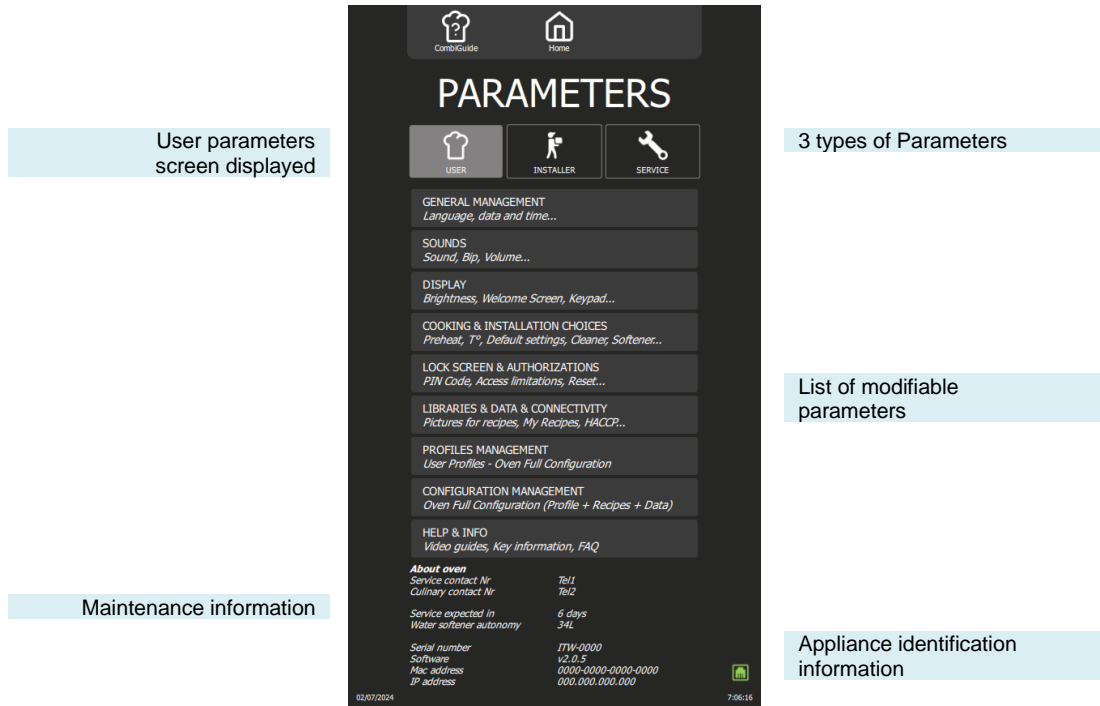 CombiGuide
Home
PARAMETERS
User parameters
screen displayed
USER
INSTALLER
SERVICE
3 types of Parameters
GENERAL MANAGEMENT
Language, data and time...
SOUNDS
Sound, Bip, Volume...
DISPLAY
Brightness, Welcome Screen, Keypad...
COOKING & INSTALLATION CHOICES
Preheat, T°, Default settings, Cleaner, Softener...
LOCK SCREEN & AUTHORIZATIONS
PIN Code, Access limitations, Reset...
List of modifiable
parameters
LIBRARIES & DATA & CONNECTIVITY
Pictures for recipes, My Recipes, HACCP...
PROFILES MANAGEMENT
User Profiles - Oven Full Configuration
CONFIGURATION MANAGEMENT
Oven Full Configuration (Profile + Recipes + Data)
HELP & INFO
Video guides, Key information, FAQ
About oven
Service contact Nr Tel1
Culinary contact Nr Tel2
Maintenance information
Service expected in 6 days
Water softener autonomy 34L
Serial number ITW-0000
Software v2.0.5
Mac address 0000-0000-0000-0000
IP address 000.000.000.000
Appliance identification
information
02/07/2024 7:06:16